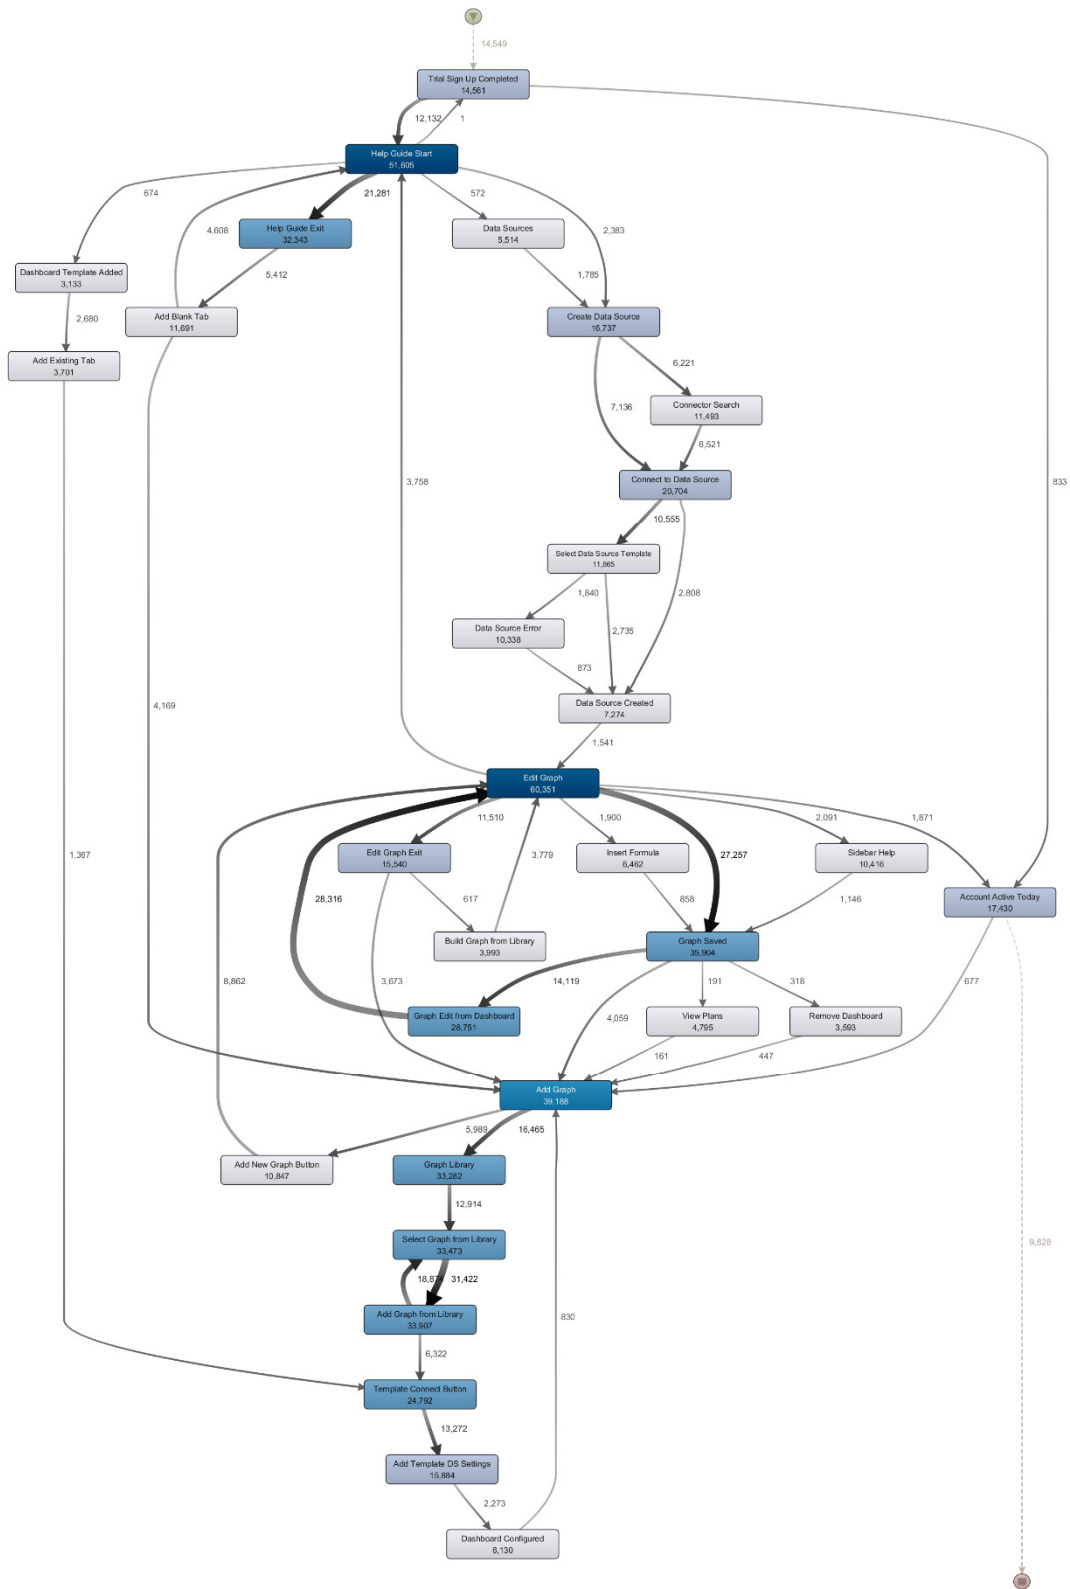 14,549
Trial Sign Up Completed
14,561
12,132
1
Help Guide Start
51,605
674
21,281
572
4,608
2,383
Help Guide Exit
32,343
Data Sources
5,514
Dashboard Template Added
3,133
5,412
1,785
2,680
Add Blank Tab
11,691
Create Data Source
16,737
Add Existing Tab
3,701
6,221
7,136
Connector Search
11,493
6,521
3,758
Connect to Data Source
20,704
833
10,555
Select Data Source Template
11,865
1,840
2,808
Data Source Error
10,338
2,735
873
4,169
Data Source Created
7,274
1,541
Edit Graph
60,351
11,510
1,900
2,091
1,871
1,367
Edit Graph Exit
15,540
3,779
Insert Formula
6,462
27,257
Sidebar Help
10,416
28,316
617
858
1,146
Account Active Today
17,430
Build Graph from Library
3,993
Graph Saved
35,904
8,862
3,673
14,119
191
318
677
Graph Edit from Dashboard
28,751
4,059
View Plans
4,795
Remove Dashboard
3,593
161
447
Add Graph
39,188
5,989
16,465
Add New Graph Button
10,847
Graph Library
33,282
12,914
Select Graph from Library
33,473
9,828
18,874
31,422
Add Graph from Library
33,907
830
6,322
Template Connect Button
24,792
13,272
Add Template DS Settings
15,884
2,273
Dashboard Configured
6,130